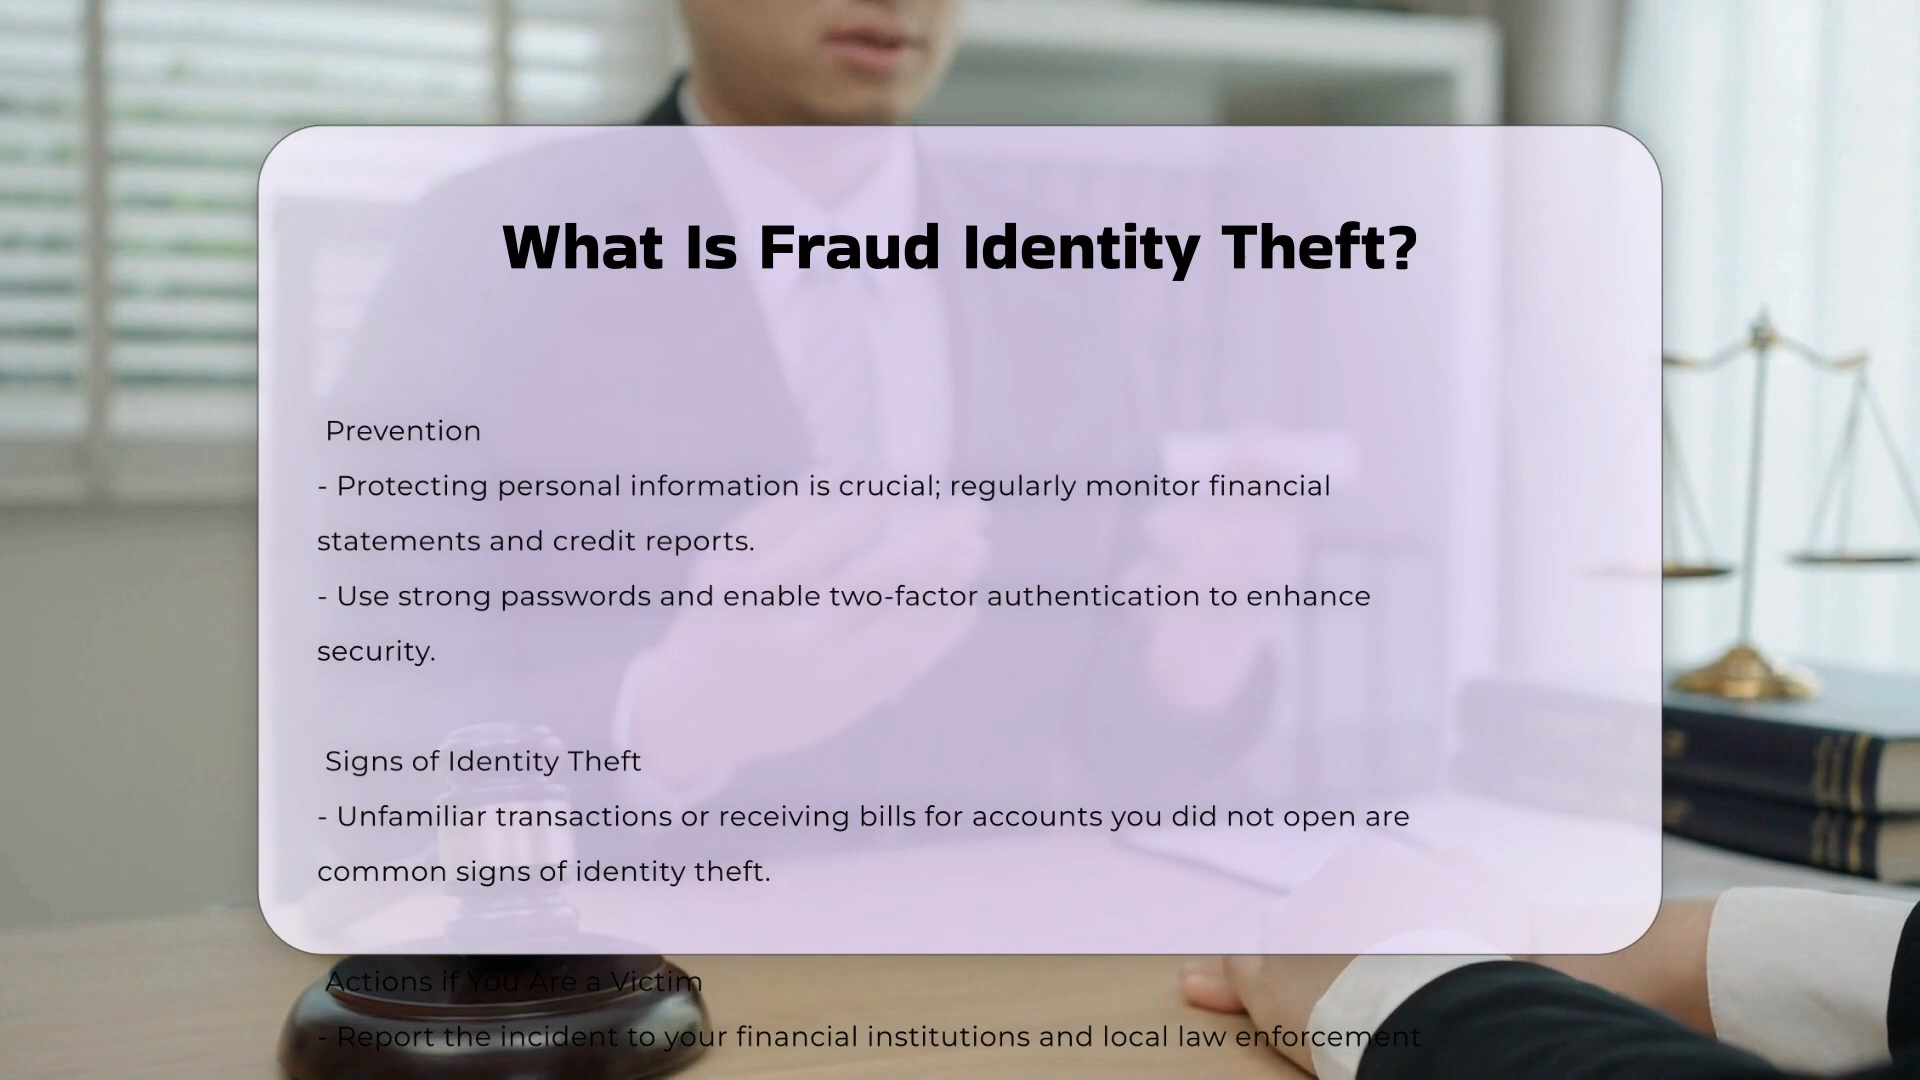 What Is Fraud Identity Theft?
Prevention
- Protecting personal information is crucial; regularly monitor financial
statements and credit reports.
- Use strong passwords and enable two-factor authentication to enhance
security.
Signs of Identity Theft
- Unfamiliar transactions or receiving bills for accounts you did not open are
common signs of identity theft.
Actions if You Are a Victim
- Report the incident to your financial institutions and local law enforcement